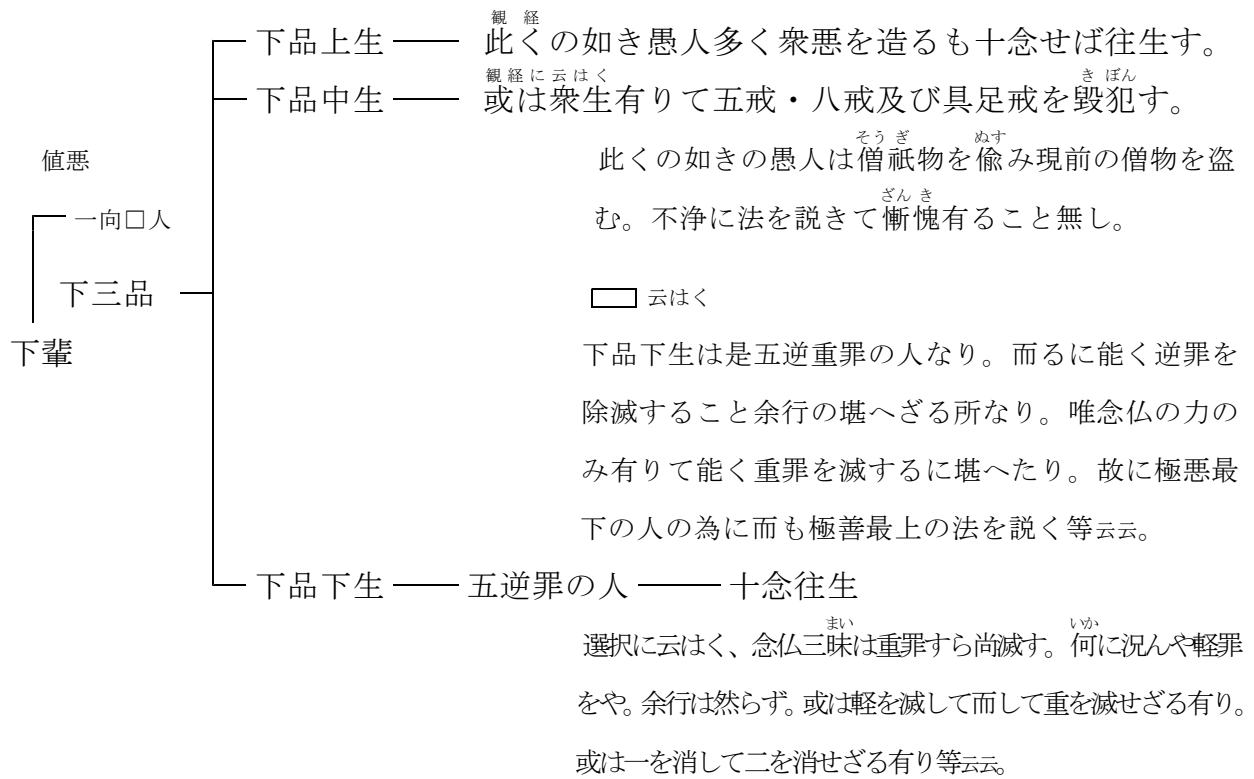 観経
下品上生 此くの如き愚人多く衆悪を造るも十念せば往生す。
観経に云はく きぼん
下品中生 或は衆生有りて五戒・八戒及び具足戒を毀犯す。
そうぎ ぬす
値悪 此くの如きの愚人は僧祇物を偸み現前の僧物を盗
ざんき
一向□人 む。不浄に法を説きて慚愧有ること無し。
下三品 云はく
下輩 下品下生は是五逆重罪の人なり。而るに能く逆罪を
除滅すること余行の堪へざる所なり。唯念仏の力の
み有りて能く重罪を滅するに堪へたり。故に極悪最
下の人の為に而も極善最上の法を説く等云云。
下品下生 五逆罪の人 十念往生
まい いか
選択に云はく、念仏三昧は重罪すら尚滅す。何に況んや軽罪
をや。余行は然らず。或は軽を滅して而して重を滅せざる有り。
或は一を消して二を消せざる有り等云云。